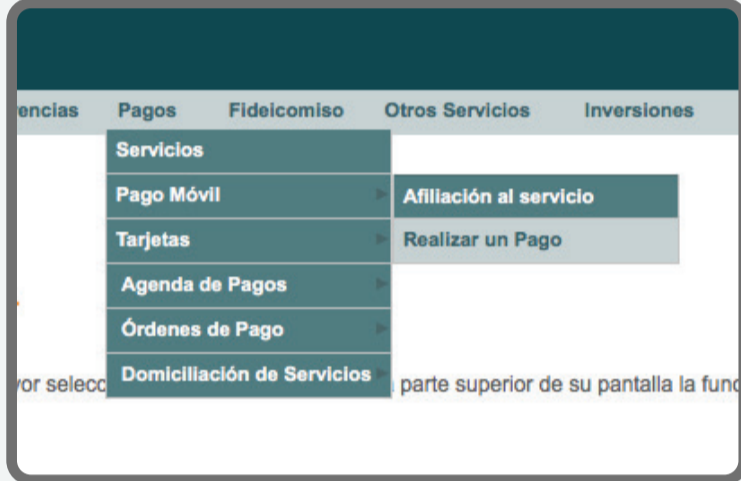 encias Pagos Fideicomiso Otros Servicios Inversiones
Servicios
Pago Móvil Afiliación al servicio
Tarjetas Realizar un Pago
Agenda de Pagos
Órdenes de Pago
Domiciliación de Servicios
vor selecc parte superior de su pantalla la func